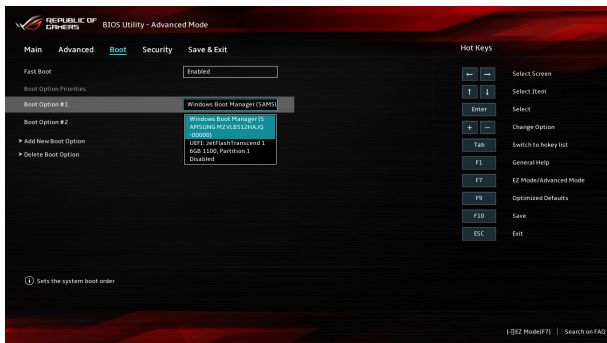 REPUBLIC OF
GAMERS
BIOS Utility - Advanced Mode
Main Advanced Boot Security Save & Exit
Hot Keys
Fast Boot Enabled
Boot Option Priorities
Boot Option #1 Windows Boot Manager (SAMSU
Boot Option #2
Windows Boot Manager (S
AMSUNG MZVLB512HAJQ
-00000)
UEFI: JetFlashTranscend 1
6GB 1100, Partition 1
Disabled
> Add New Boot Option
> Delete Boot Option
← → Select Screen
↑ ↓ Select Item
Enter Select
+ − Change Option
Tab Switch to hokey list
F1 General Help
F7 EZ Mode/Advanced Mode
F9 Optimized Defaults
F10 Save
ESC Exit
i Sets the system boot order
EZ Mode(F7) | Search on FAQ